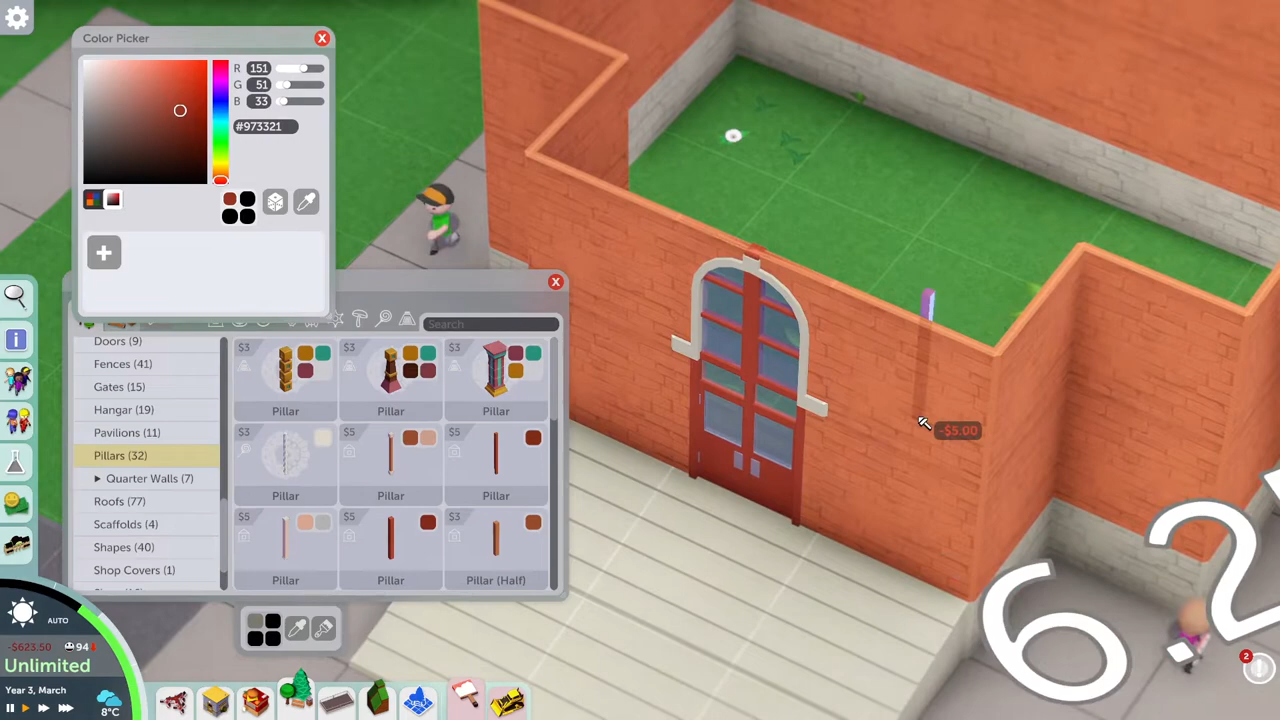 Color Picker
R 151
G 51
B 33
#973321
Search
Doors (9)
Fences (41)
Gates (15)
Hangar (19)
Pavilions (11)
Pillars (32)
Quarter Walls (7)
Roofs (77)
Scaffolds (4)
Shapes (40)
Shop Covers (1)
$3 $3 $3
Pillar Pillar Pillar
$3 $5 $5
Pillar Pillar Pillar
$5 $5 $3
Pillar Pillar Pillar (Half)
-$5.00
6 2
AUTO
-$623.50 94
Unlimited
Year 3, March
8°C
2